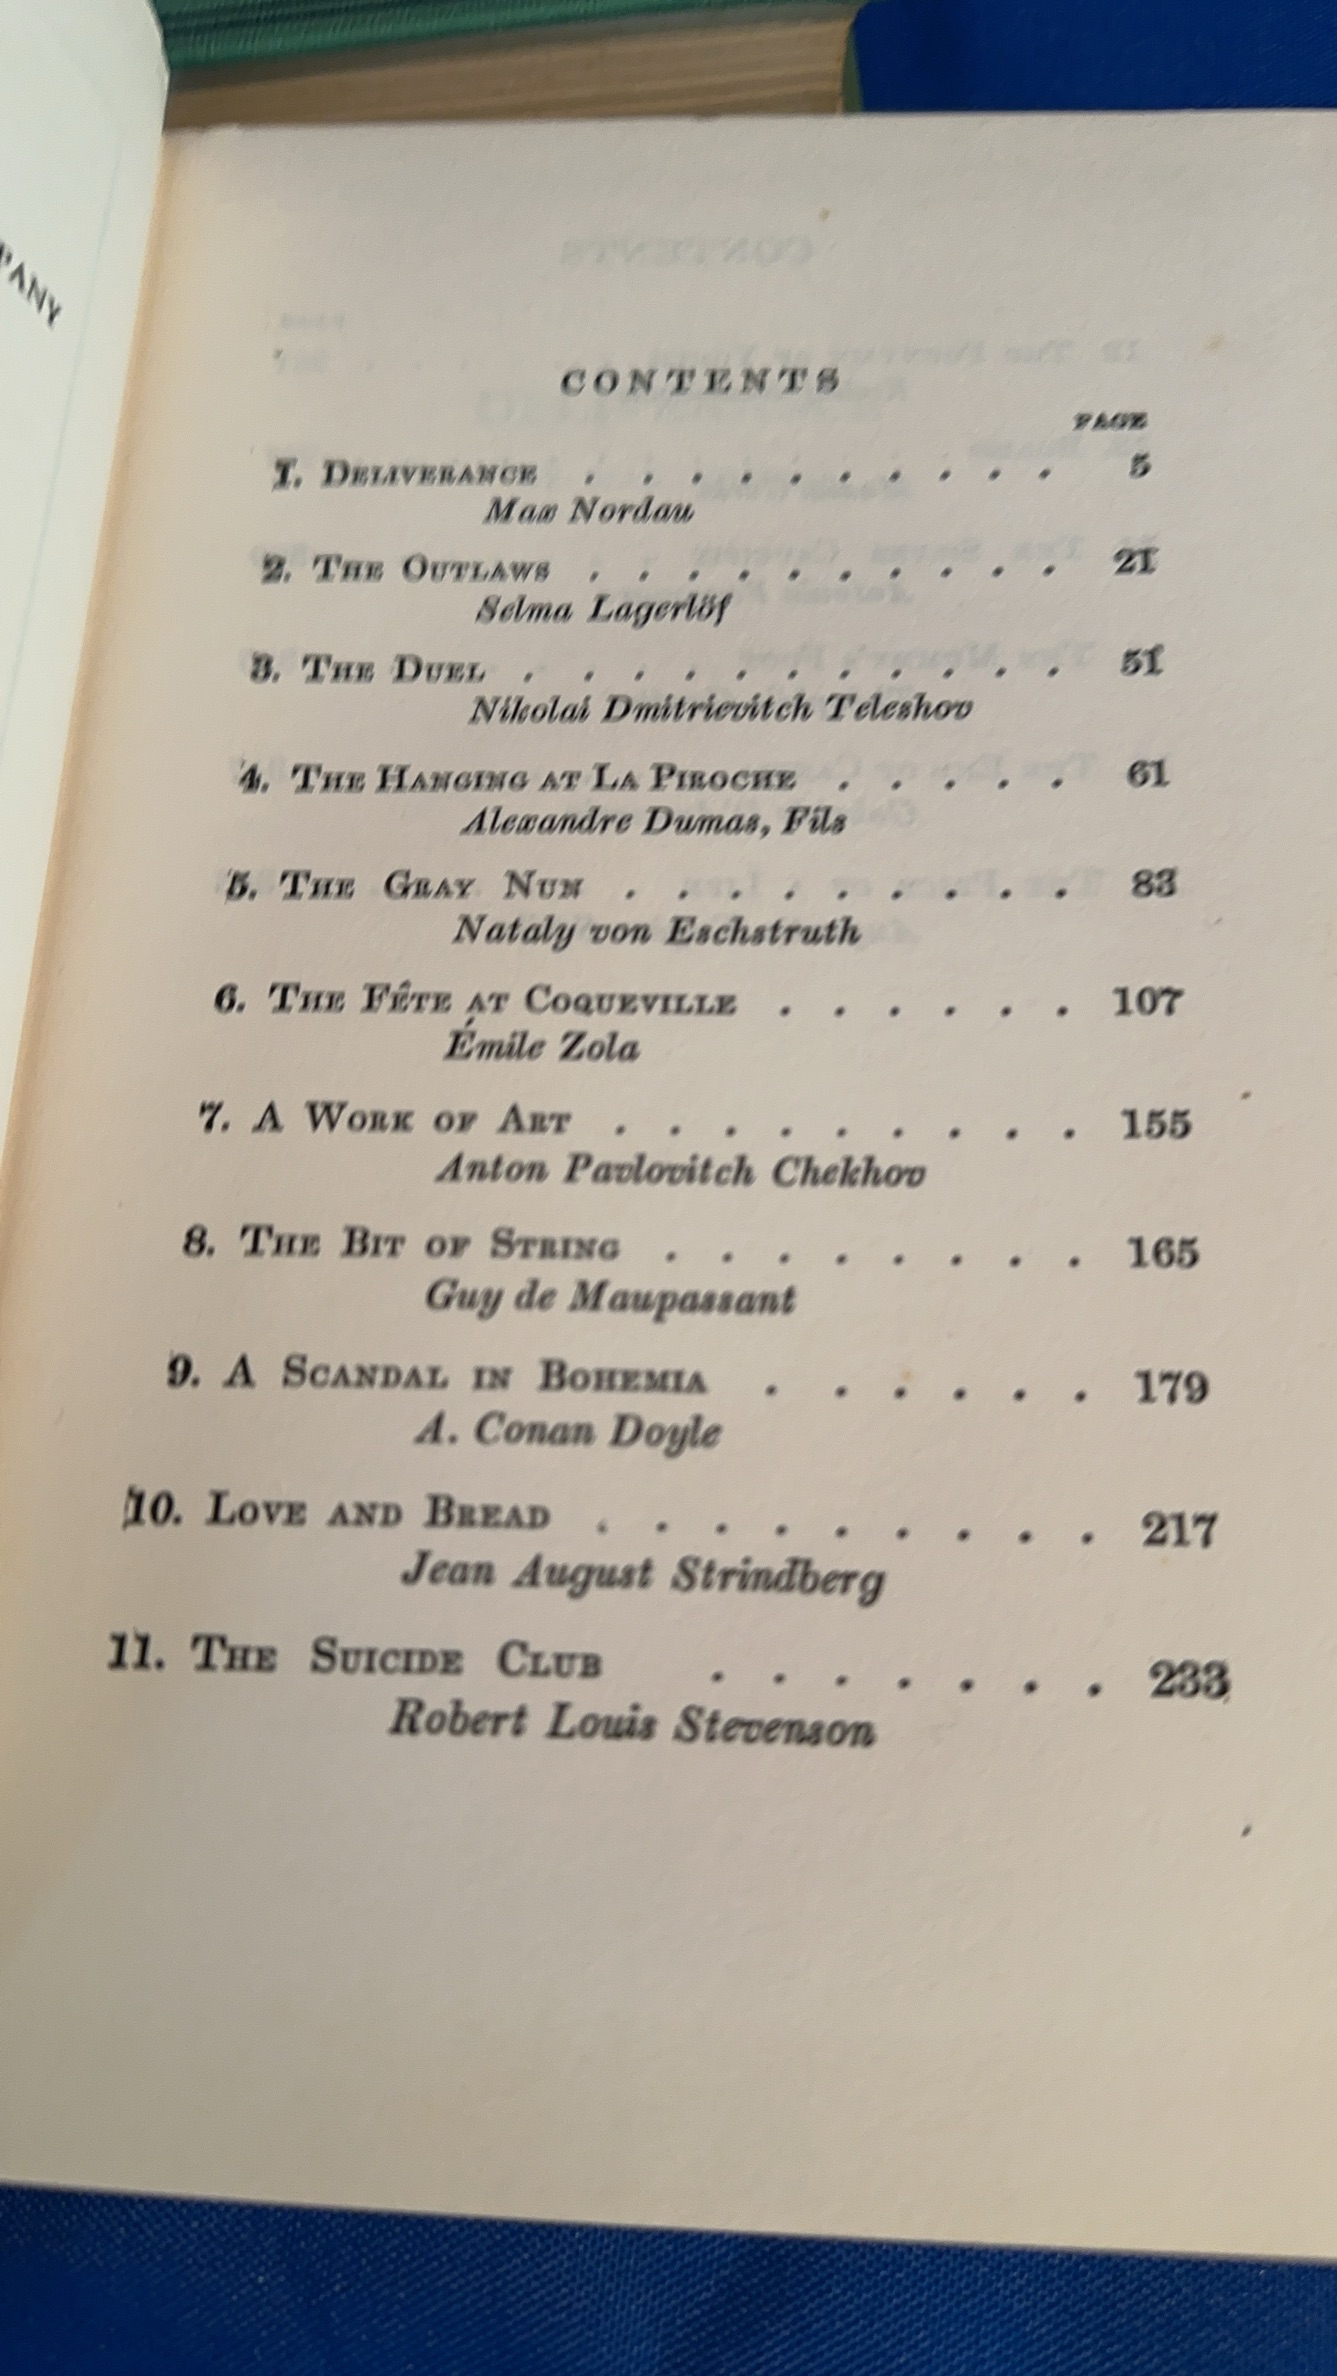 PANY
CONTENTS
PAGE
1. DELIVERANCE . . . . . . . . . . 5
Max Nordau
2. THE OUTLAWS . . . . . . . . . . 21
Selma Lagerlöf
3. THE DUEL . . . . . . . . . . . 51
Nikolai Dmitrievitch Teleshov
4. THE HANGING AT LA PIROCHE . . . . . 61
Alexandre Dumas, Fils
5. THE GRAY NUN . . . . . . . . . 83
Nataly von Eschstruth
6. THE FÊTE AT COQUEVILLE . . . . . . 107
Émile Zola
7. A WORK OF ART . . . . . . . . . 155
Anton Pavlovitch Chekhov
8. THE BIT OF STRING . . . . . . . . 165
Guy de Maupassant
9. A SCANDAL IN BOHEMIA . . . . . . 179
A. Conan Doyle
10. LOVE AND BREAD . . . . . . . . . 217
Jean August Strindberg
11. THE SUICIDE CLUB . . . . . . . 233
Robert Louis Stevenson